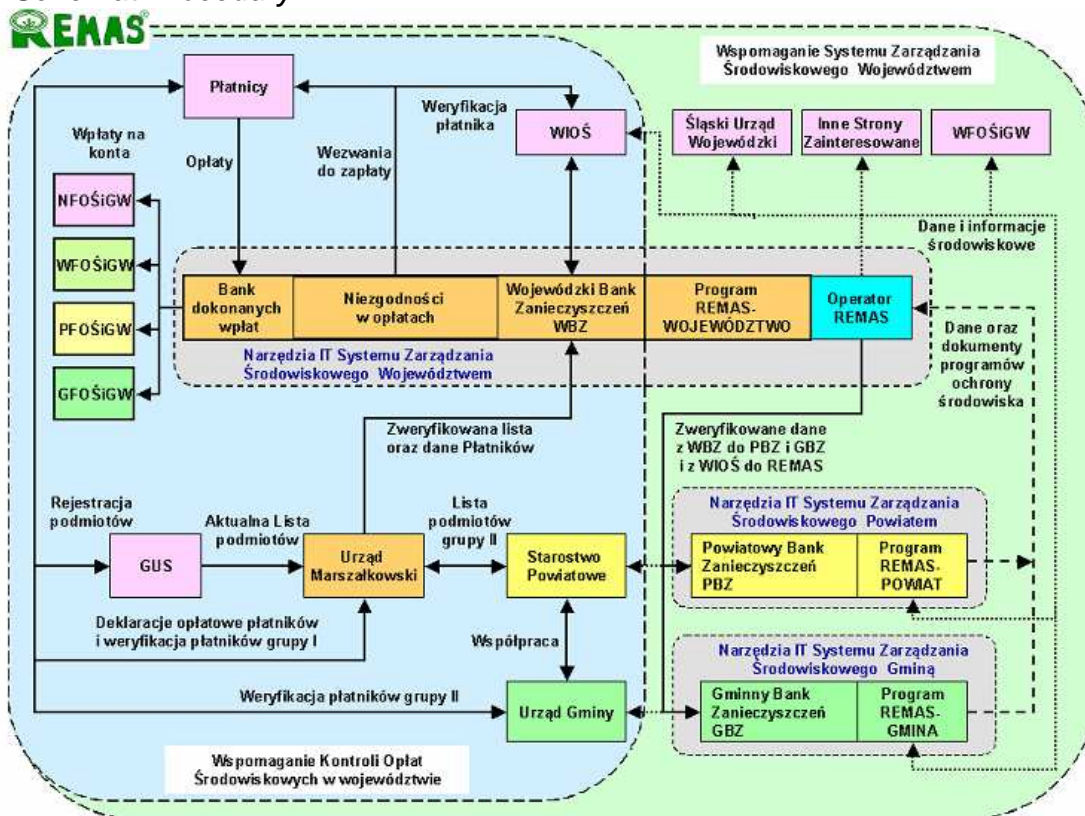 REMAS®
Wspomaganie Systemu Zarządzania
Środowiskowego Województwem
Płatnicy
Weryfikacja
płatnika
WIOŚ
Śląski Urząd
Wojewódzki
Inne Strony
Zainteresowane
WFOŚiGW
Wpłaty na
konta
Opłaty
Wezwania
do zapłaty
NFOŚiGW
WFOŚiGW
PFOŚiGW
GFOŚiGW
Dane i informacje
środowiskowe
Bank
dokonanych
wpłat
Niezgodności
w opłatach
Wojewódzki Bank
Zanieczyszczeń
WBZ
Program
REMAS-
WOJEWÓDZTWO
Operator
REMAS
Narzędzia IT Systemu Zarządzania
Środowiskowego Województwem
Dane oraz
dokumenty
programów
ochrony
środowiska
Zweryfikowana lista
oraz dane Płatników
Zweryfikowane dane
z WBZ do PBZ i GBZ
i z WIOŚ do REMAS
Rejestracja
podmiotów
Aktualna Lista
podmiotów
Lista
podmiotów
grupy II
GUS
Urząd
Marszałkowski
Starostwo
Powiatowe
Narzędzia IT Systemu Zarządzania
Środowiskowego Powiatem
Powiatowy Bank
Zanieczyszczeń
PBZ
Program
REMAS-
POWIAT
Deklaracje opłatowe płatników
i weryfikacja płatników grupy I
Współpraca
Weryfikacja płatników grupy II
Urząd Gminy
Narzędzia IT Systemu Zarządzania
Środowiskowego Gminą
Gminny Bank
Zanieczyszczeń
GBZ
Program
REMAS-
GMINA
Wspomaganie Kontroli Opłat
Środowiskowych w województwie